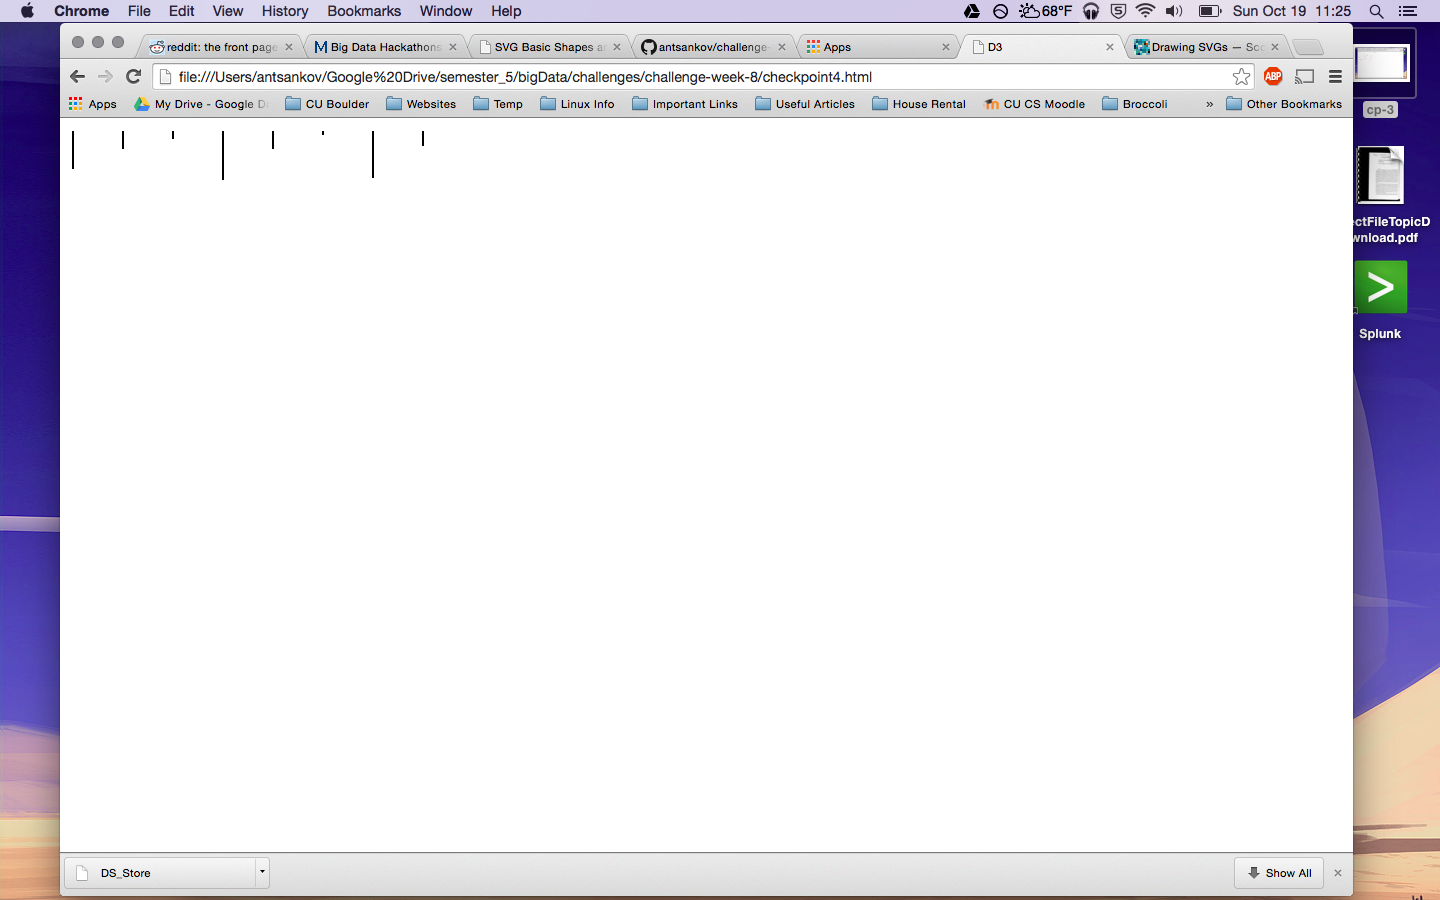 Chrome File Edit View History Bookmarks Window Help 68°F Sun Oct 19 11:25
reddit: the front page Big Data Hackathons SVG Basic Shapes a antsankov/challenge- Apps D3 Drawing SVGs — Sco
file:///Users/antsankov/Google%20Drive/semester_5/bigData/challenges/challenge-week-8/checkpoint4.html ABP
Apps My Drive - Google Dr CU Boulder Websites Temp Linux Info Important Links Useful Articles House Rental CU CS Moodle Broccoli » Other Bookmarks
cp-3
ectFileTopicD
wnload.pdf
Splunk
DS_Store Show All